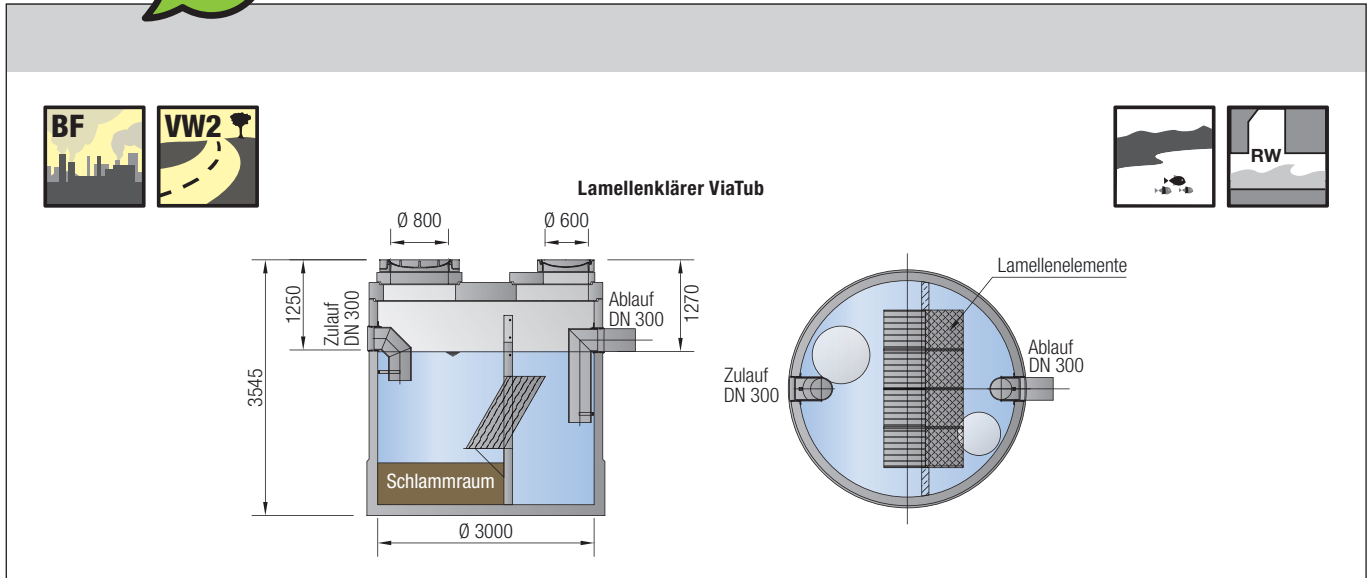 BF
VW2
RW
Lamellenklärer ViaTub
Ø 800
Ø 600
1250
Zulauf
DN 300
Ablauf
DN 300
1270
3545
Schlammraum
Ø 3000
Lamellenelemente
Zulauf
DN 300
Ablauf
DN 300